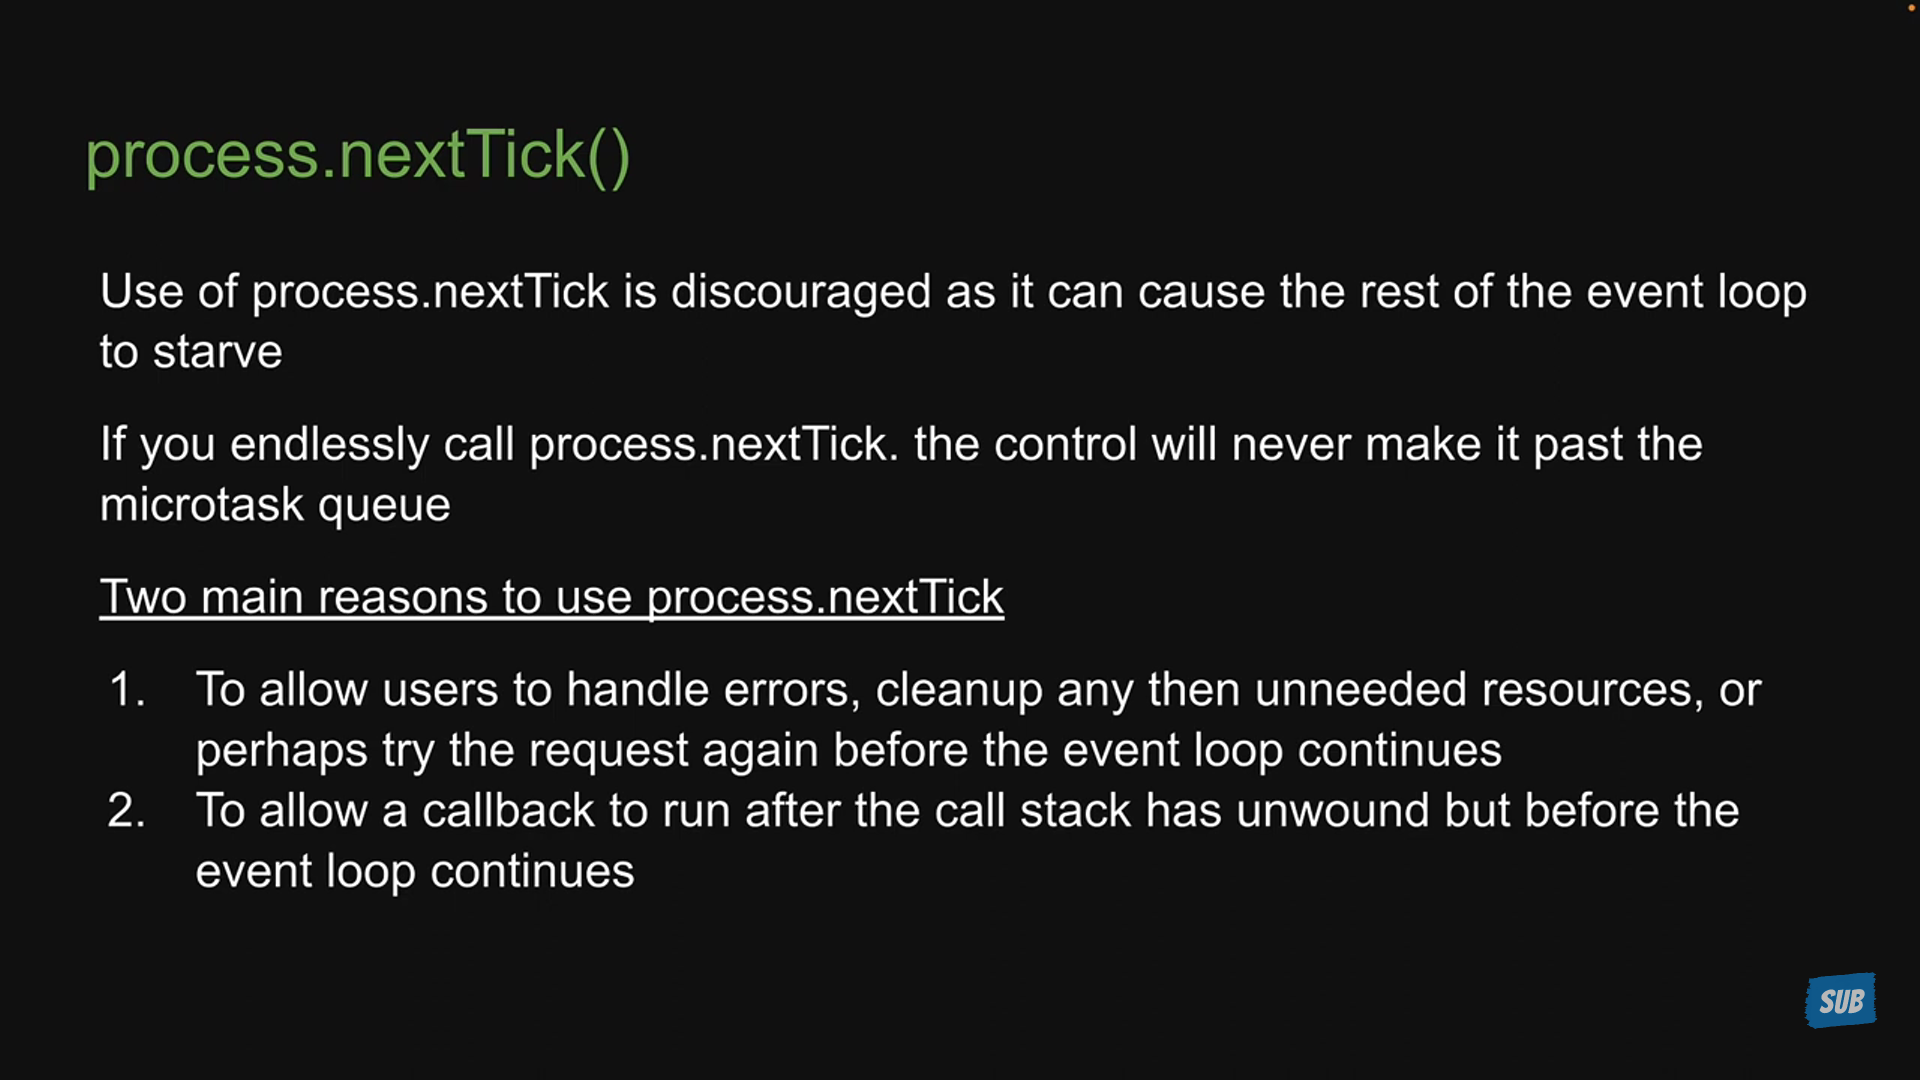 process.nextTick()
Use of process.nextTick is discouraged as it can cause the rest of the event loop
to starve
If you endlessly call process.nextTick. the control will never make it past the
microtask queue
Two main reasons to use process.nextTick
1. To allow users to handle errors, cleanup any then unneeded resources, or
perhaps try the request again before the event loop continues
2. To allow a callback to run after the call stack has unwound but before the
event loop continues
SUB